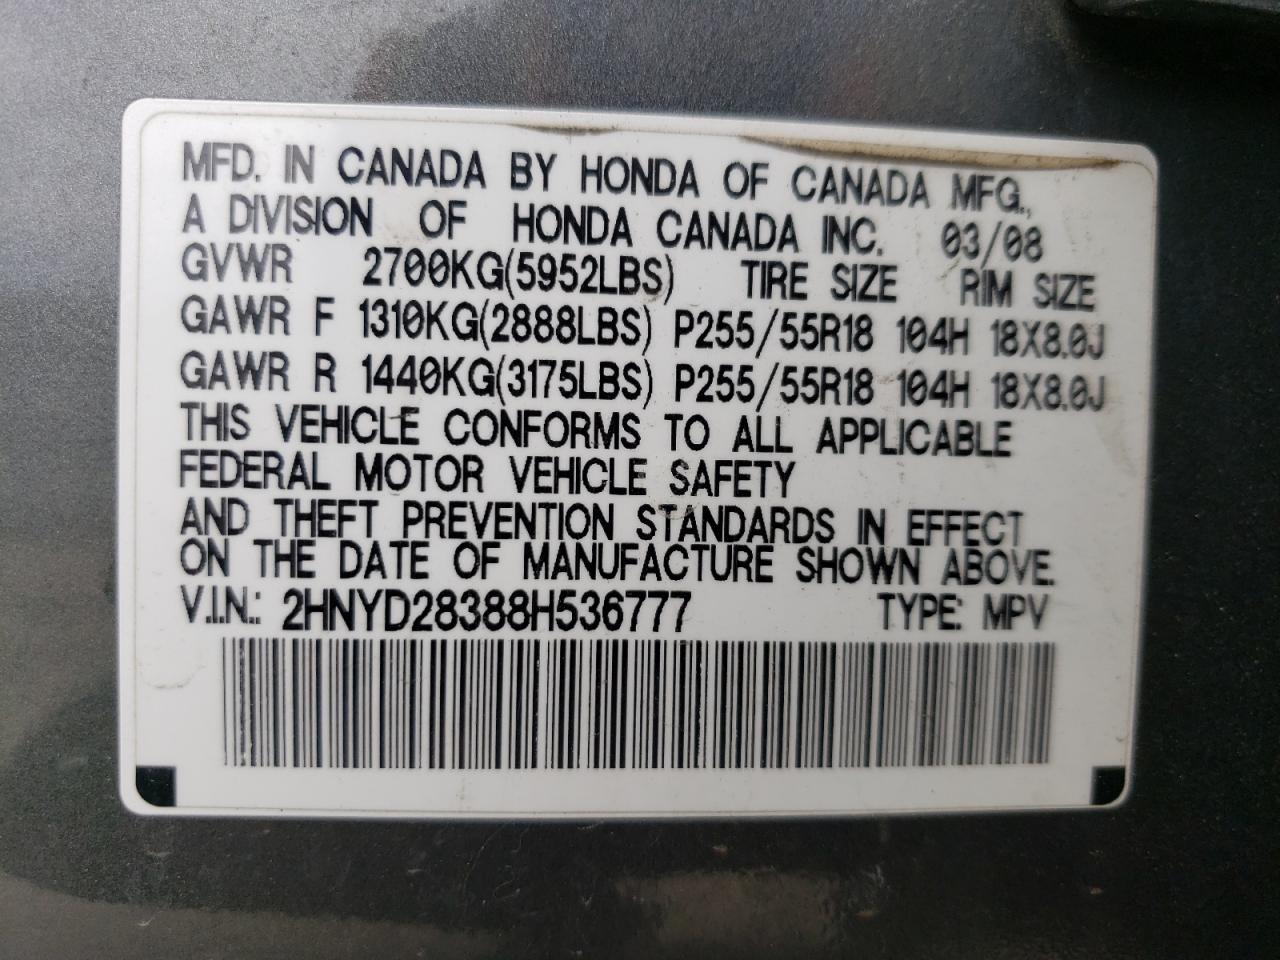 MFD. IN CANADA BY HONDA OF CANADA MFG.,
A DIVISION OF HONDA CANADA INC. 03/08
GVWR 2700KG(5952LBS) TIRE SIZE RIM SIZE
GAWR F 1310KG(2888LBS) P255/55R18 104H 18X8.0J
GAWR R 1440KG(3175LBS) P255/55R18 104H 18X8.0J
THIS VEHICLE CONFORMS TO ALL APPLICABLE
FEDERAL MOTOR VEHICLE SAFETY
AND THEFT PREVENTION STANDARDS IN EFFECT
ON THE DATE OF MANUFACTURE SHOWN ABOVE.
V.I.N.: 2HNYD28388H536777 TYPE: MPV